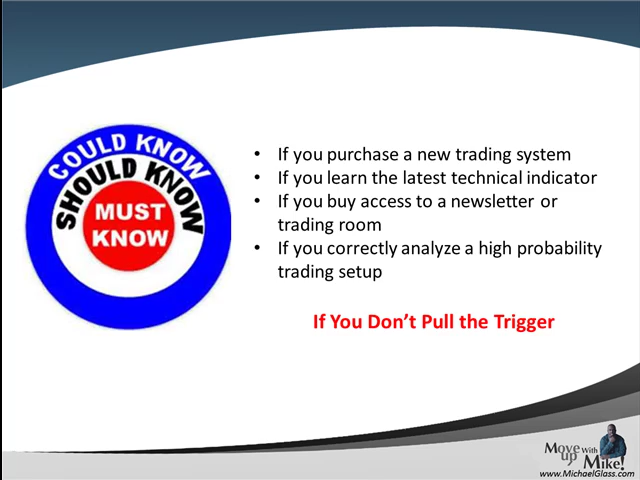 COULD KNOW
SHOULD KNOW
MUST
KNOW
• If you purchase a new trading system
• If you learn the latest technical indicator
• If you buy access to a newsletter or
trading room
• If you correctly analyze a high probability
trading setup
If You Don’t Pull the Trigger
Move With
up Mike!
www.MichaelGlass.com